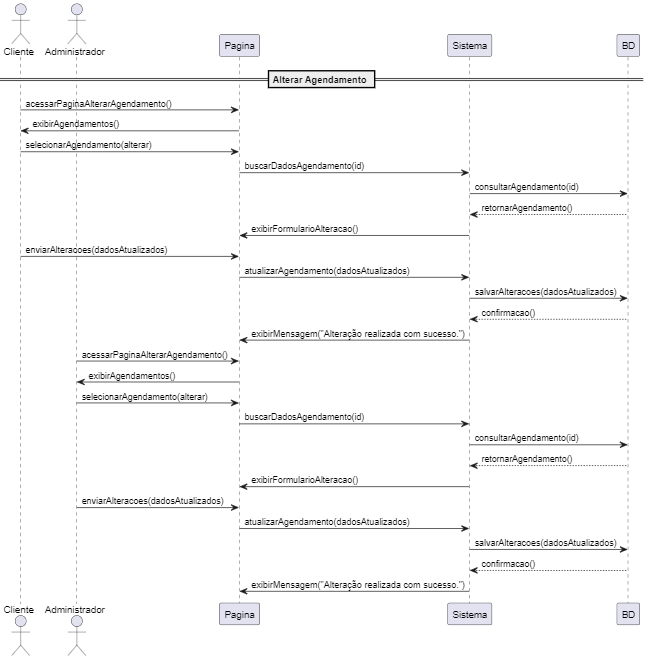 Cliente Administrador Pagina Sistema BD
Alterar Agendamento
acessarPaginaAlterarAgendamento()
exibirAgendamentos()
selecionarAgendamento(alterar)
buscarDadosAgendamento(id)
consultarAgendamento(id)
retornarAgendamento()
exibirFormularioAlteracao()
enviarAlteracoes(dadosAtualizados)
atualizarAgendamento(dadosAtualizados)
salvarAlteracoes(dadosAtualizados)
confirmacao()
exibirMensagem("Alteração realizada com sucesso.")
acessarPaginaAlterarAgendamento()
exibirAgendamentos()
selecionarAgendamento(alterar)
buscarDadosAgendamento(id)
consultarAgendamento(id)
retornarAgendamento()
exibirFormularioAlteracao()
enviarAlteracoes(dadosAtualizados)
atualizarAgendamento(dadosAtualizados)
salvarAlteracoes(dadosAtualizados)
confirmacao()
exibirMensagem("Alteração realizada com sucesso.")
Cliente Administrador Pagina Sistema BD